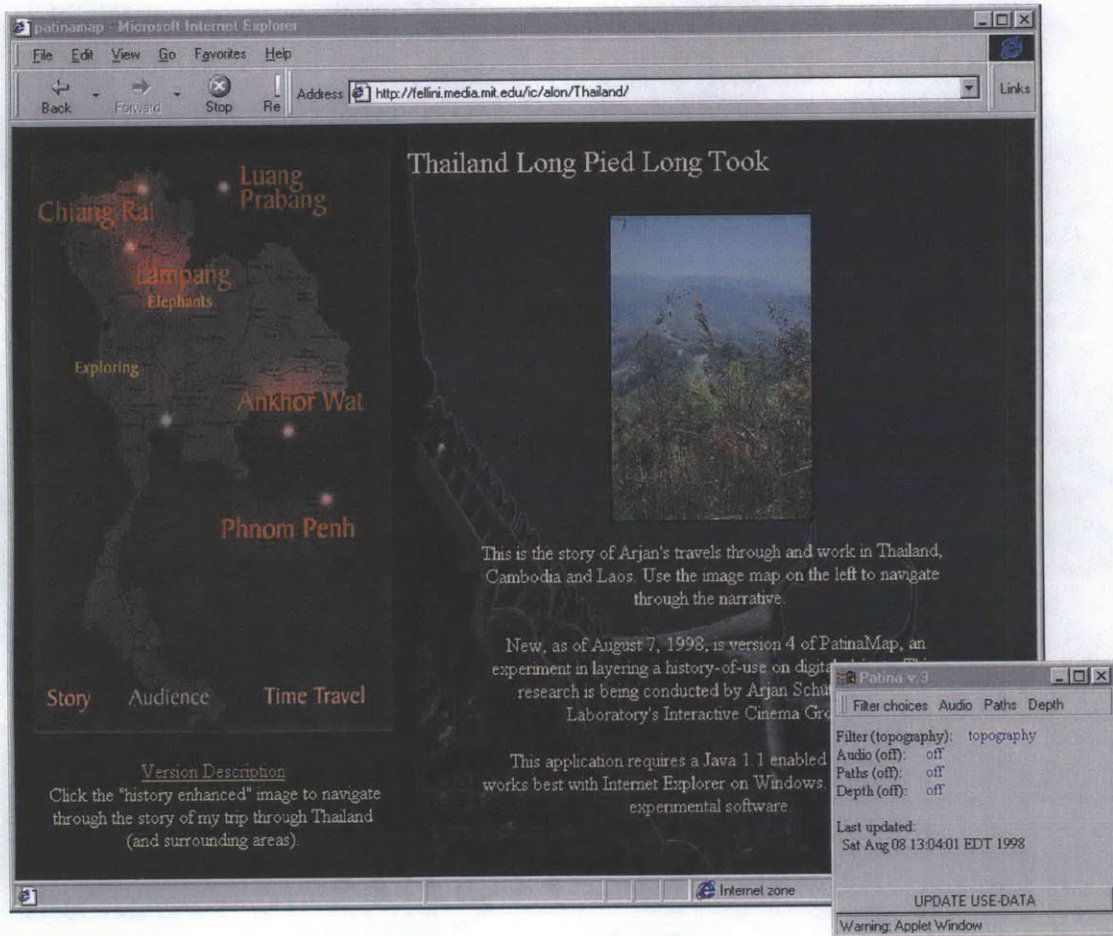 patinamap - Microsoft Internet Explorer
File Edit View Go Favorites Help
Back Forward Stop Re Address http://fellini.media.mit.edu/ic/alon/Thailand/ Links
Thailand Long Pied Long Took
Luang
Prabang
Chiang Rai
Lampang
Elephants
Exploring
Ankhor Wat
Phnom Penh
Story Audience Time Travel
Version Description
Click the "history enhanced" image to navigate
through the story of my trip through Thailand
(and surrounding areas).
This is the story of Arjan's travels through and work in Thailand,
Cambodia and Laos. Use the image map on the left to navigate
through the narrative.
New, as of August 7, 1998, is version 4 of PatinaMap, an
experiment in layering a history-of-use on digital
research is being conducted by Arjan
Laboratory's Interactive Cinema
This application requires a Java 1.1 enabled
works best with Internet Explorer on Windows.
experimental software.
Internet zone
Patina v.3
Filter choices Audio Paths Depth
Filter (topography): topography
Audio (off): off
Paths (off): off
Depth (off): off
Last updated:
Sat Aug 08 13:04:01 EDT 1998
UPDATE USE-DATA
Warning: Applet Window